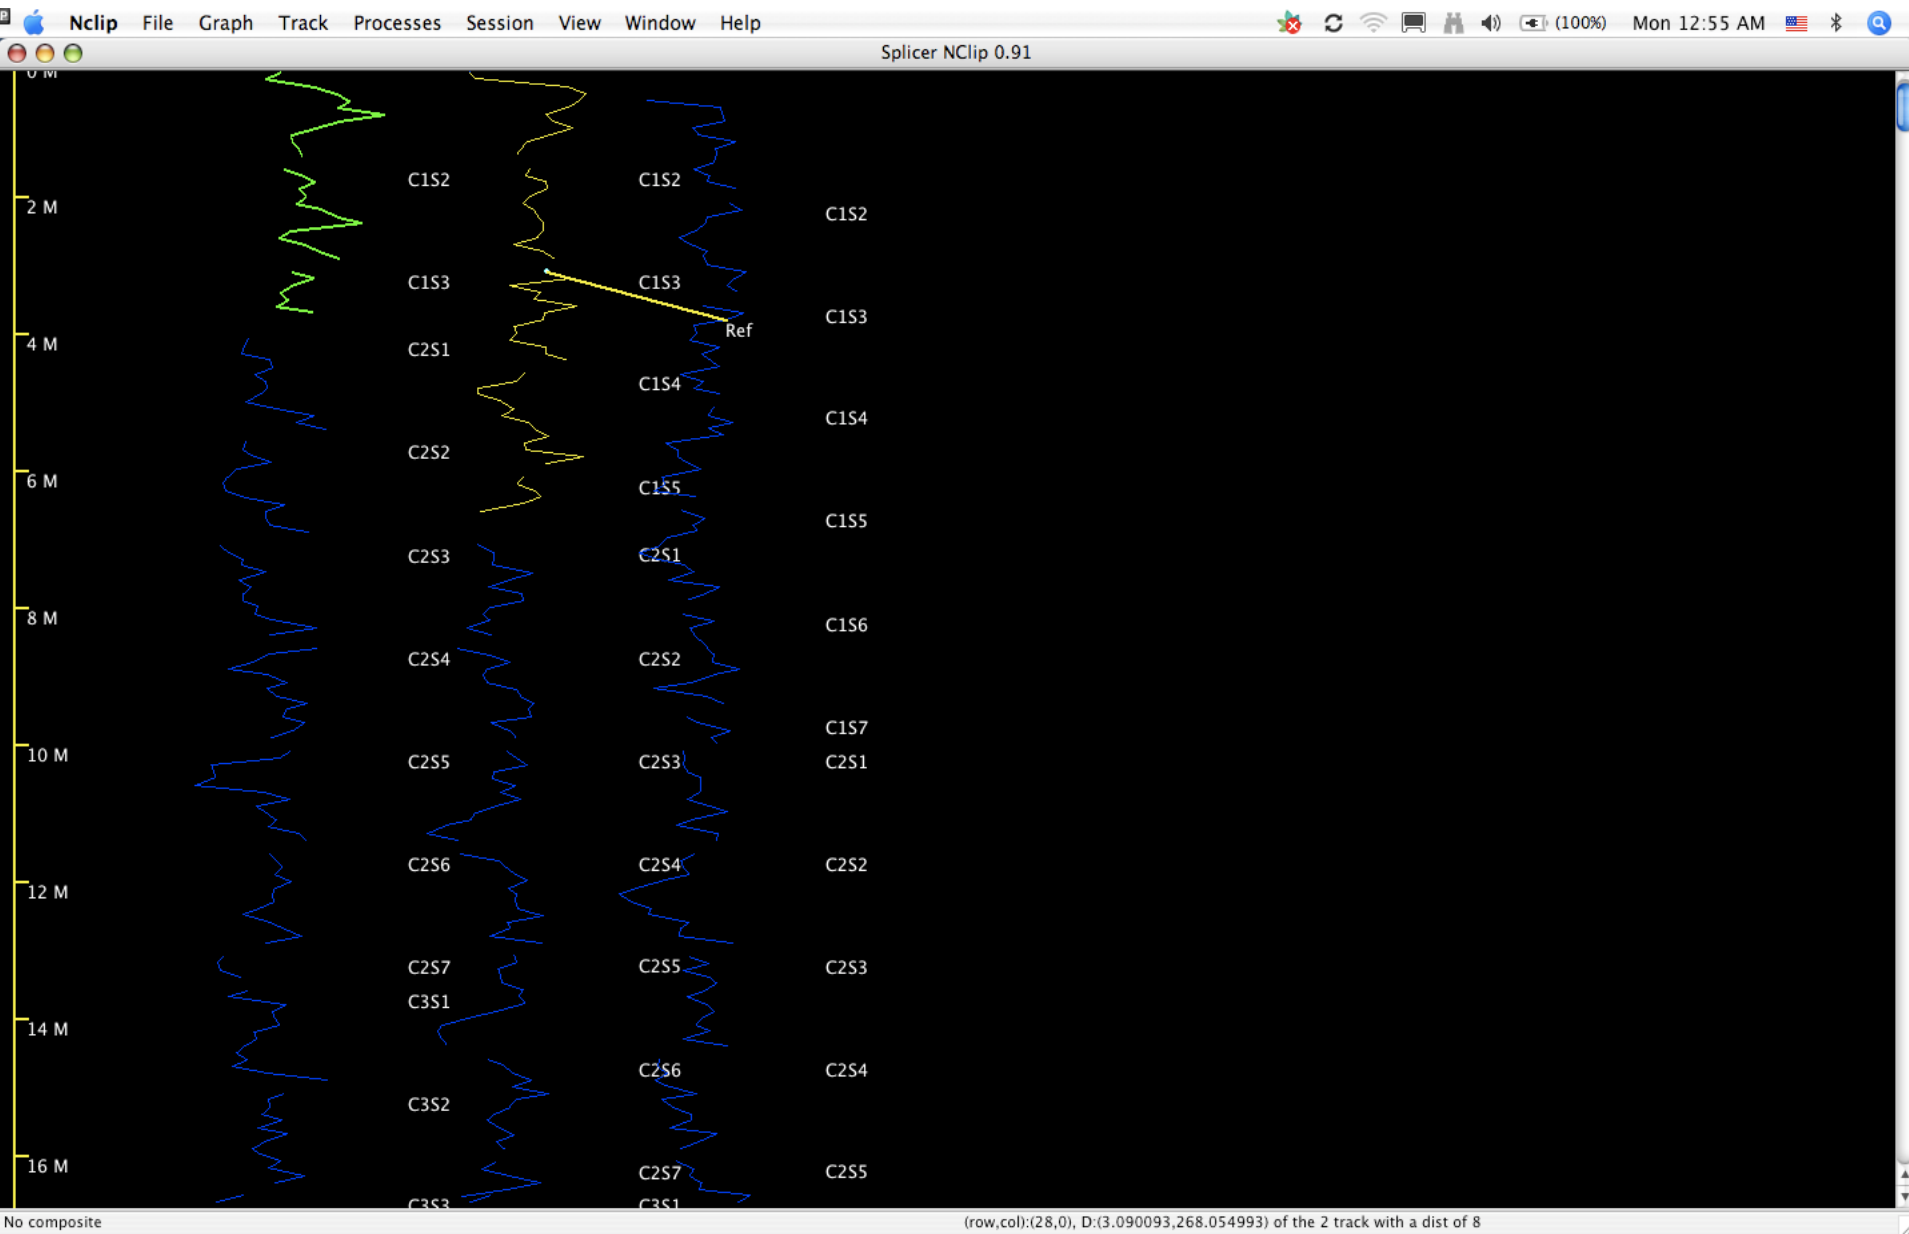 Nclip File Graph Track Processes Session View Window Help (100%) Mon 12:55 AM
Splicer NClip 0.91
0 M
C1S2 C1S2
2 M C1S2
C1S3 C1S3
C1S3
Ref
4 M C2S1
C1S4
C1S4
C2S2
6 M C1S5
C1S5
C2S3 C2S1
8 M C1S6
C2S4 C2S2
C1S7
10 M C2S5 C2S3 C2S1
C2S6 C2S4 C2S2
12 M
C2S7 C2S5 C2S3
C3S1
14 M
C2S6 C2S4
C3S2
16 M C2S7 C2S5
C3S3 C3S1
No composite (row,col):(28,0), D:(3.090093,268.054993) of the 2 track with a dist of 8